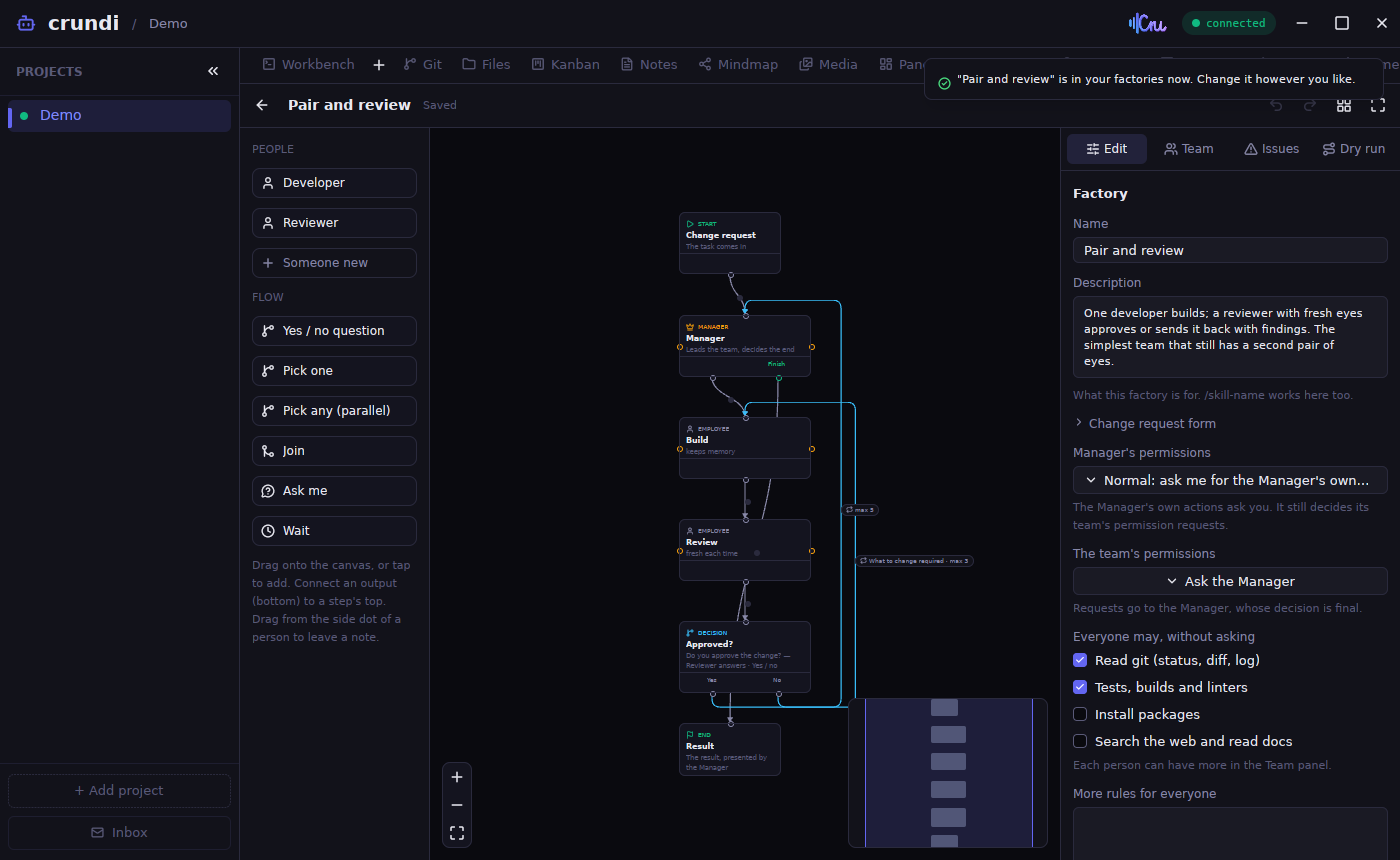 crundi / Demo
Cru
connected
PROJECTS
Demo
+ Add project
Inbox
Workbench
Git
Files
Kanban
Notes
Mindmap
Media
"Pair and review" is in your factories now. Change it however you like.
Pair and review Saved
PEOPLE
Developer
Reviewer
Someone new
FLOW
Yes / no question
Pick one
Pick any (parallel)
Join
Ask me
Wait
Drag onto the canvas, or tap
to add. Connect an output
(bottom) to a step's top.
Drag from the side dot of a
person to leave a note.
START
Change request
The task comes in
MANAGER
Manager
Leads the team, decides the end
Finish
EMPLOYEE
Build
keeps memory
EMPLOYEE
Review
fresh each time
max 5
What to change required · max 3
DECISION
Approved?
Do you approve the change? —
Reviewer answers · Yes / no
Yes
No
END
Result
The result, presented by
the Manager
Edit
Team
Issues
Dry run
Factory
Name
Pair and review
Description
One developer builds; a reviewer with fresh eyes
approves or sends it back with findings. The
simplest team that still has a second pair of
eyes.
What this factory is for. /skill-name works here too.
Change request form
Manager's permissions
Normal: ask me for the Manager's own...
The Manager's own actions ask you. It still decides its
team's permission requests.
The team's permissions
Ask the Manager
Requests go to the Manager, whose decision is final.
Everyone may, without asking
Read git (status, diff, log)
Tests, builds and linters
Install packages
Search the web and read docs
Each person can have more in the Team panel.
More rules for everyone